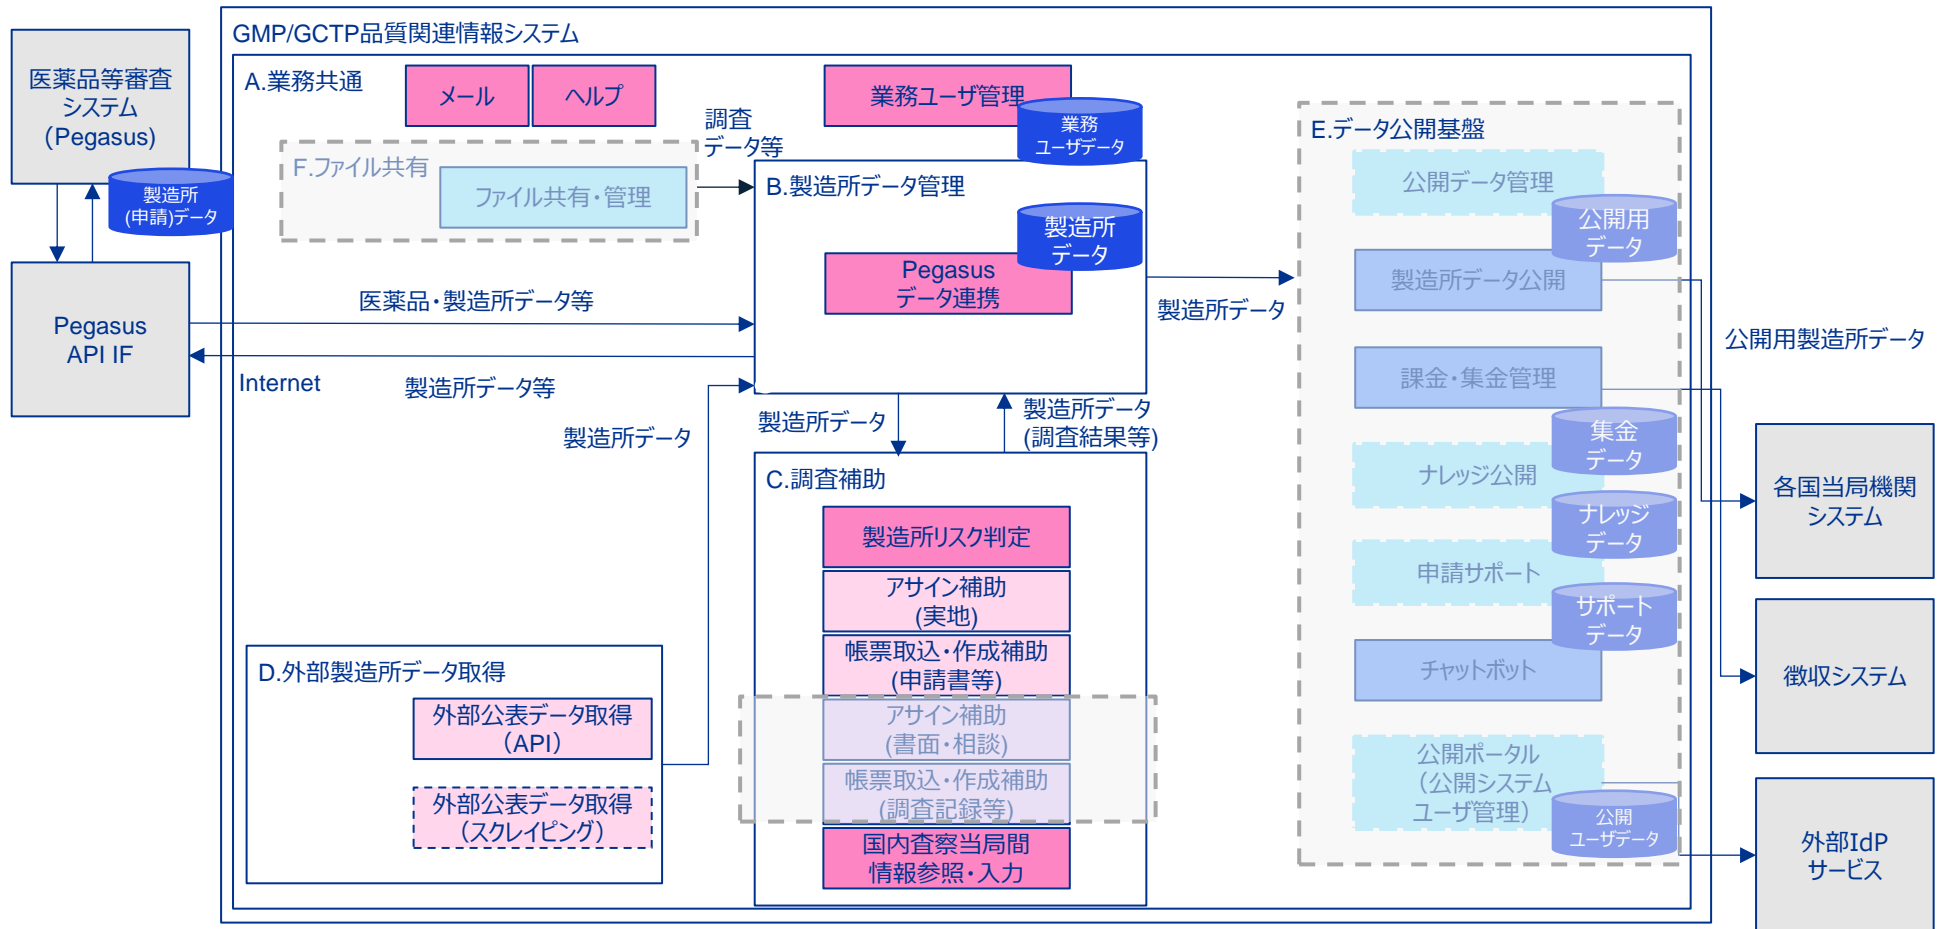 GMP/GCTP品質関連情報システム
医薬品等審査
システム
（Pegasus）
製造所
(申請)データ
Pegasus
API IF
A.業務共通
メール
ヘルプ
業務ユーザ管理
業務
ユーザデータ
調査
データ等
F.ファイル共有
ファイル共有・管理
B.製造所データ管理
製造所
データ
Pegasus
データ連携
医薬品・製造所データ等
Internet
製造所データ等
製造所データ
製造所データ
製造所データ
(調査結果等)
製造所データ
C.調査補助
製造所リスク判定
アサイン補助
(実地)
帳票取込・作成補助
(申請書等)
アサイン補助
(書面・相談)
帳票取込・作成補助
(調査記録等)
国内査察当局間
情報参照・入力
D.外部製造所データ取得
外部公表データ取得
（API）
外部公表データ取得
（スクレイピング）
E.データ公開基盤
公開データ管理
公開用
データ
製造所データ公開
課金・集金管理
集金
データ
ナレッジ公開
ナレッジ
データ
申請サポート
サポート
データ
チャットボット
公開ポータル
（公開システム
ユーザ管理）
公開
ユーザデータ
公開用製造所データ
各国当局機関
システム
徴収システム
外部IdP
サービス